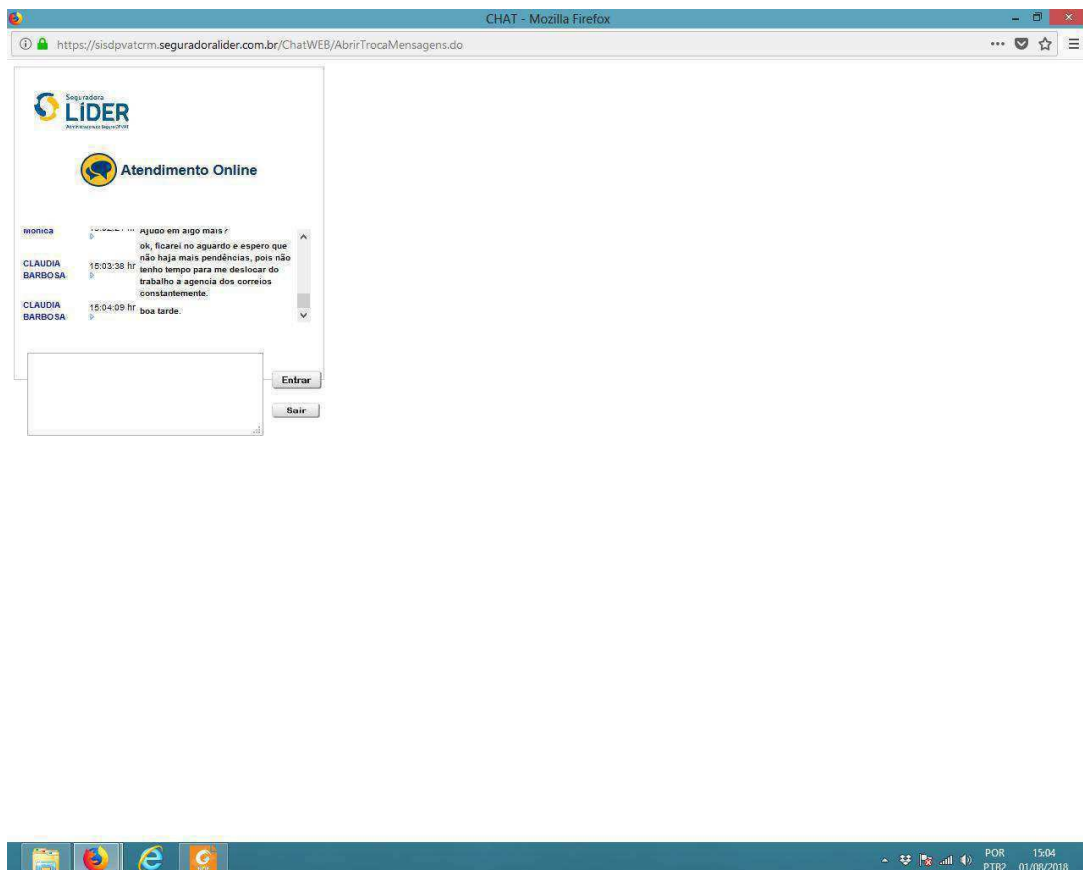 CHAT - Mozilla Firefox
https://sisdpvatcrm.seguradoralider.com.br/ChatWEB/AbrirTrocaMensagens.do
Seguradora
LÍDER
Atendimento Online
Monica
Ajudo em algo mais?
CLAUDIA BARBOSA
15:03:38 hr
ok, ficarei no aguardo e espero que
não haja mais pendências, pois não
tenho tempo para me deslocar do
trabalho a agencia dos correios
constantemente.
CLAUDIA BARBOSA
15:04:09 hr
boa tarde.
Entrar
Sair
POR
15:04
PTB2
01/08/2018